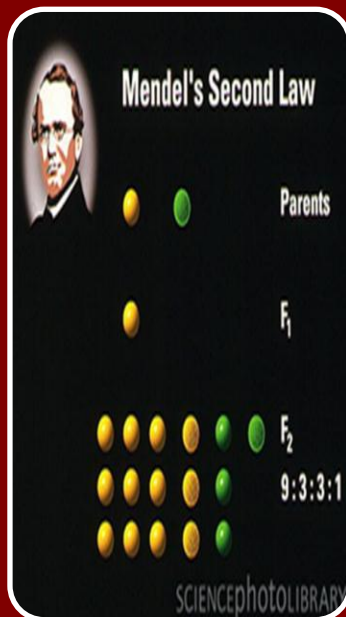 Mendel's Second Law
Parents
F₁
F₂
9:3:3:1
SCIENCEphotoLIBRARY